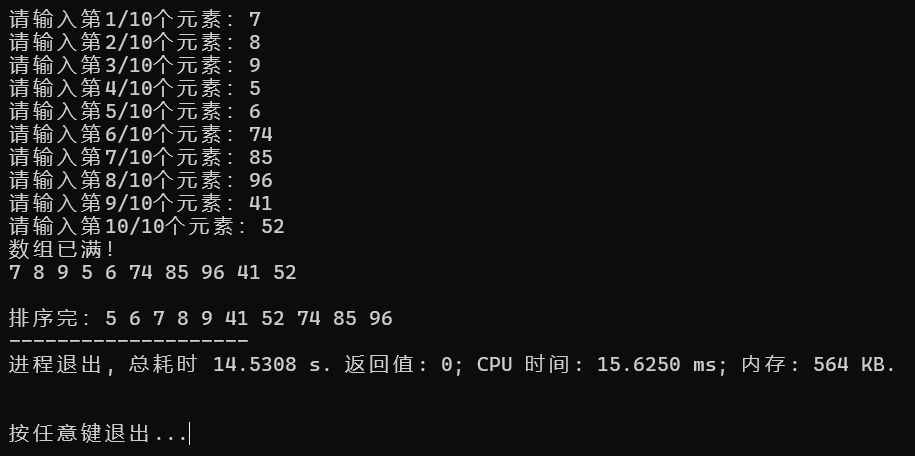 请输入第1/10个元素: 7
请输入第2/10个元素: 8
请输入第3/10个元素: 9
请输入第4/10个元素: 5
请输入第5/10个元素: 6
请输入第6/10个元素: 74
请输入第7/10个元素: 85
请输入第8/10个元素: 96
请输入第9/10个元素: 41
请输入第10/10个元素: 52
数组已满!
7 8 9 5 6 74 85 96 41 52
排序完: 5 6 7 8 9 41 52 74 85 96
--------------------
进程退出, 总耗时 14.5308 s. 返回值: 0; CPU 时间: 15.6250 ms; 内存: 564 KB.
按任意键退出...